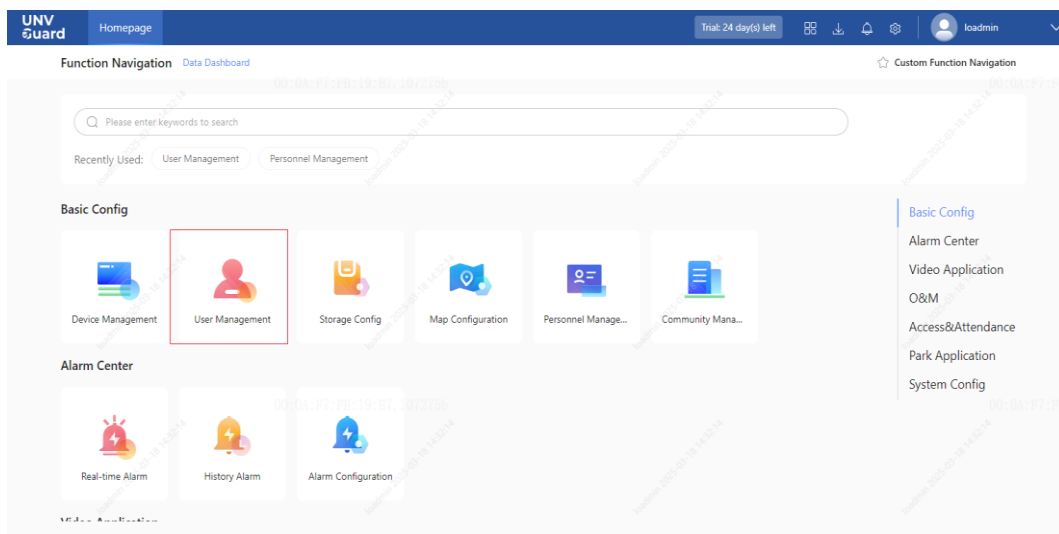 UNV
Guard
Homepage
Trial: 24 day(s) left
loadmin
Function Navigation
Data Dashboard
Custom Function Navigation
Please enter keywords to search
Recently Used:
User Management
Personnel Management
Basic Config
Device Management
User Management
Storage Config
Map Configuration
Personnel Manage...
Community Mana...
Alarm Center
Real-time Alarm
History Alarm
Alarm Configuration
Video Application
Basic Config
Alarm Center
Video Application
O&M
Access&Attendance
Park Application
System Config